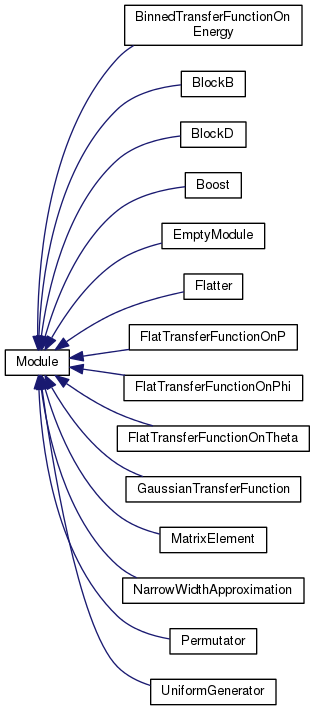 BinnedTransferFunctionOn
Energy
BlockB
BlockD
Boost
EmptyModule
Flatter
FlatTransferFunctionOnP
Module
FlatTransferFunctionOnPhi
FlatTransferFunctionOnTheta
GaussianTransferFunction
MatrixElement
NarrowWidthApproximation
Permutator
UniformGenerator